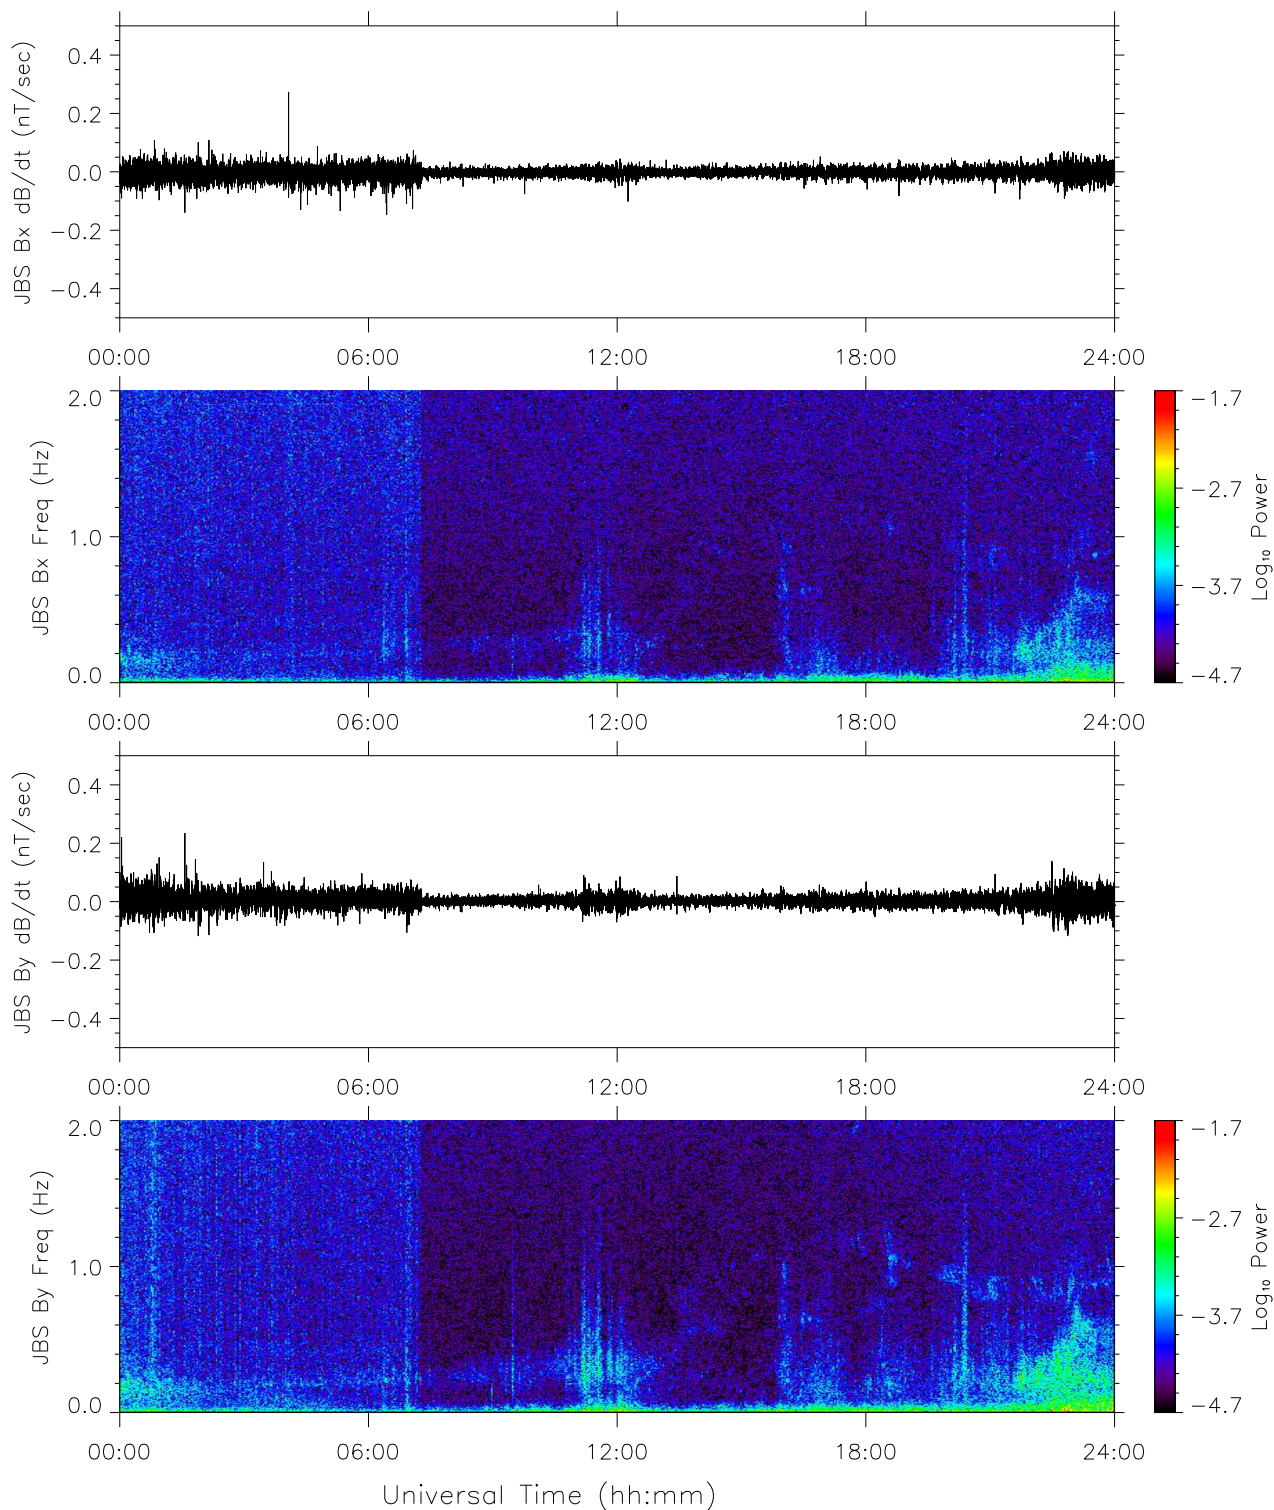 JBS Bx dB/dt (nT/sec)
0.4
0.2
0.0
−0.2
−0.4
00:00 06:00 12:00 18:00 24:00
JBS Bx Freq (Hz)
2.0
1.0
0.0
00:00 06:00 12:00 18:00 24:00
−1.7
−2.7
−3.7
−4.7
Log₁₀ Power
JBS By dB/dt (nT/sec)
0.4
0.2
0.0
−0.2
−0.4
00:00 06:00 12:00 18:00 24:00
JBS By Freq (Hz)
2.0
1.0
0.0
00:00 06:00 12:00 18:00 24:00
−1.7
−2.7
−3.7
−4.7
Log₁₀ Power
Universal Time (hh:mm)